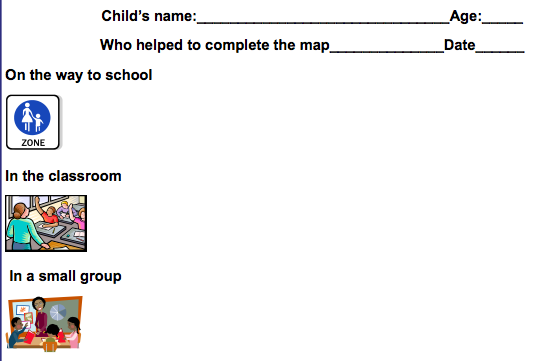 Child's name:_______________________________Age:_____
Who helped to complete the map______________Date______
On the way to school
ZONE
In the classroom
In a small group